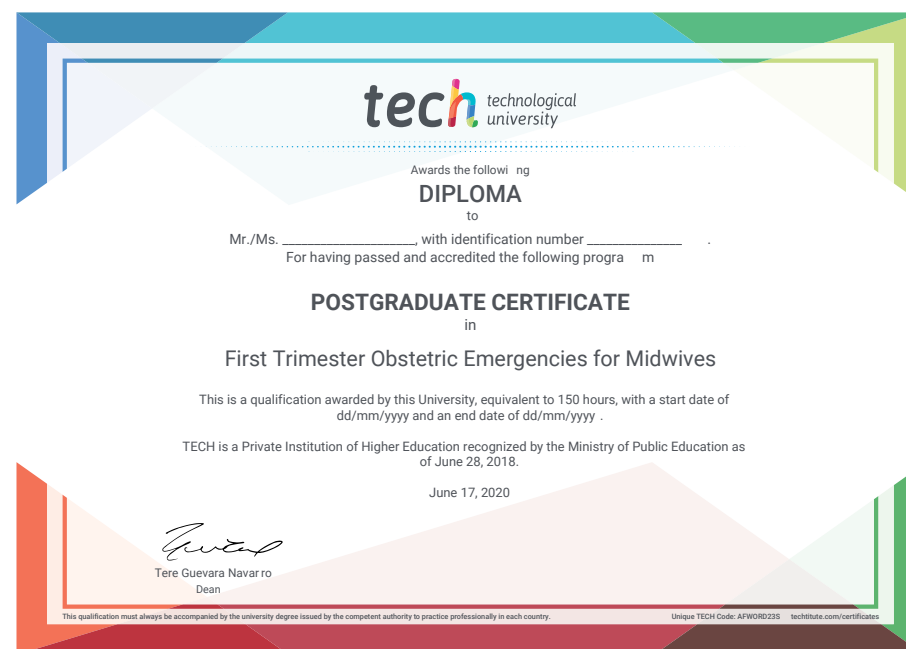 tech technological
university
Awards the followi ng
DIPLOMA
to
Mr./Ms. ____________________, with identification number ______________ .
For having passed and accredited the following progra m
POSTGRADUATE CERTIFICATE
in
First Trimester Obstetric Emergencies for Midwives
This is a qualification awarded by this University, equivalent to 150 hours, with a start date of
dd/mm/yyyy and an end date of dd/mm/yyyy .
TECH is a Private Institution of Higher Education recognized by the Ministry of Public Education as
of June 28, 2018.
June 17, 2020
Tere Guevara Navar ro
Dean
This qualification must always be accompanied by the university degree issued by the competent authority to practice professionally in each country. Unique TECH Code: AFWORD23S techtitute.com/certificates